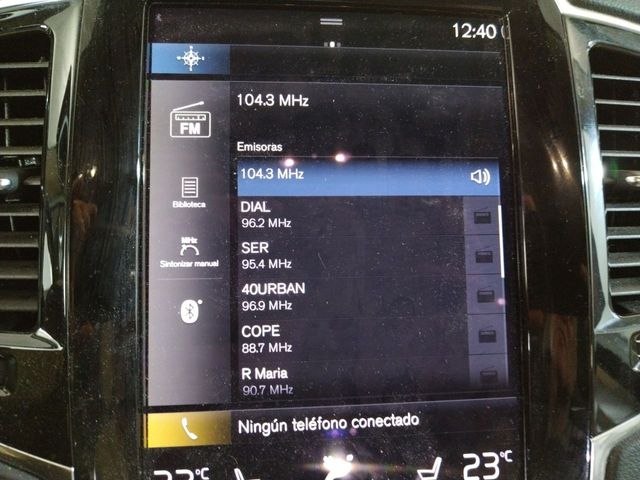 12:40
104.3 MHz
FM
Emisoras
104.3 MHz
Biblioteca
DIAL
96.2 MHz
MHz
Sintonizar manual
SER
95.4 MHz
40URBAN
96.9 MHz
COPE
88.7 MHz
R Maria
90.7 MHz
Ningún teléfono conectado
23°C